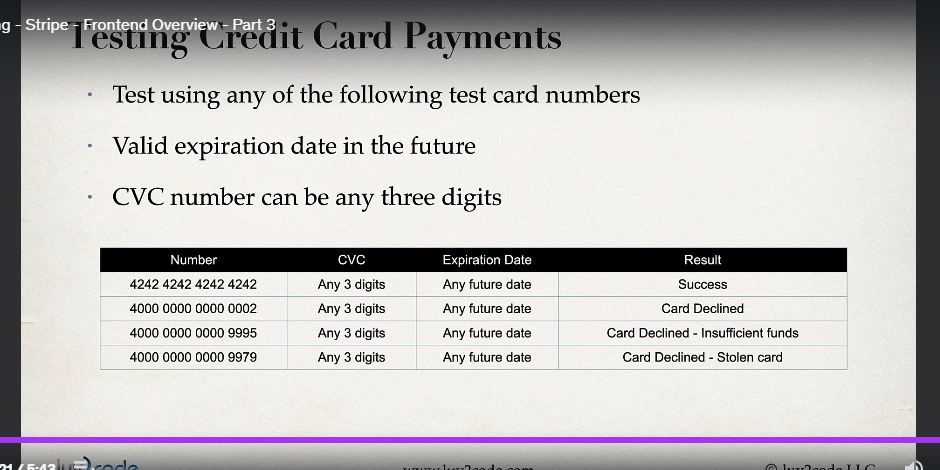 g - Stripe - Frontend Overview - Part 3
Testing Credit Card Payments
• Test using any of the following test card numbers
• Valid expiration date in the future
• CVC number can be any three digits
Number CVC Expiration Date Result
4242 4242 4242 4242 Any 3 digits Any future date Success
4000 0000 0000 0002 Any 3 digits Any future date Card Declined
4000 0000 0000 9995 Any 3 digits Any future date Card Declined - Insufficient funds
4000 0000 0000 9979 Any 3 digits Any future date Card Declined - Stolen card
21 / 5:43 luv2code www.luv2code.com © luv2code LLC